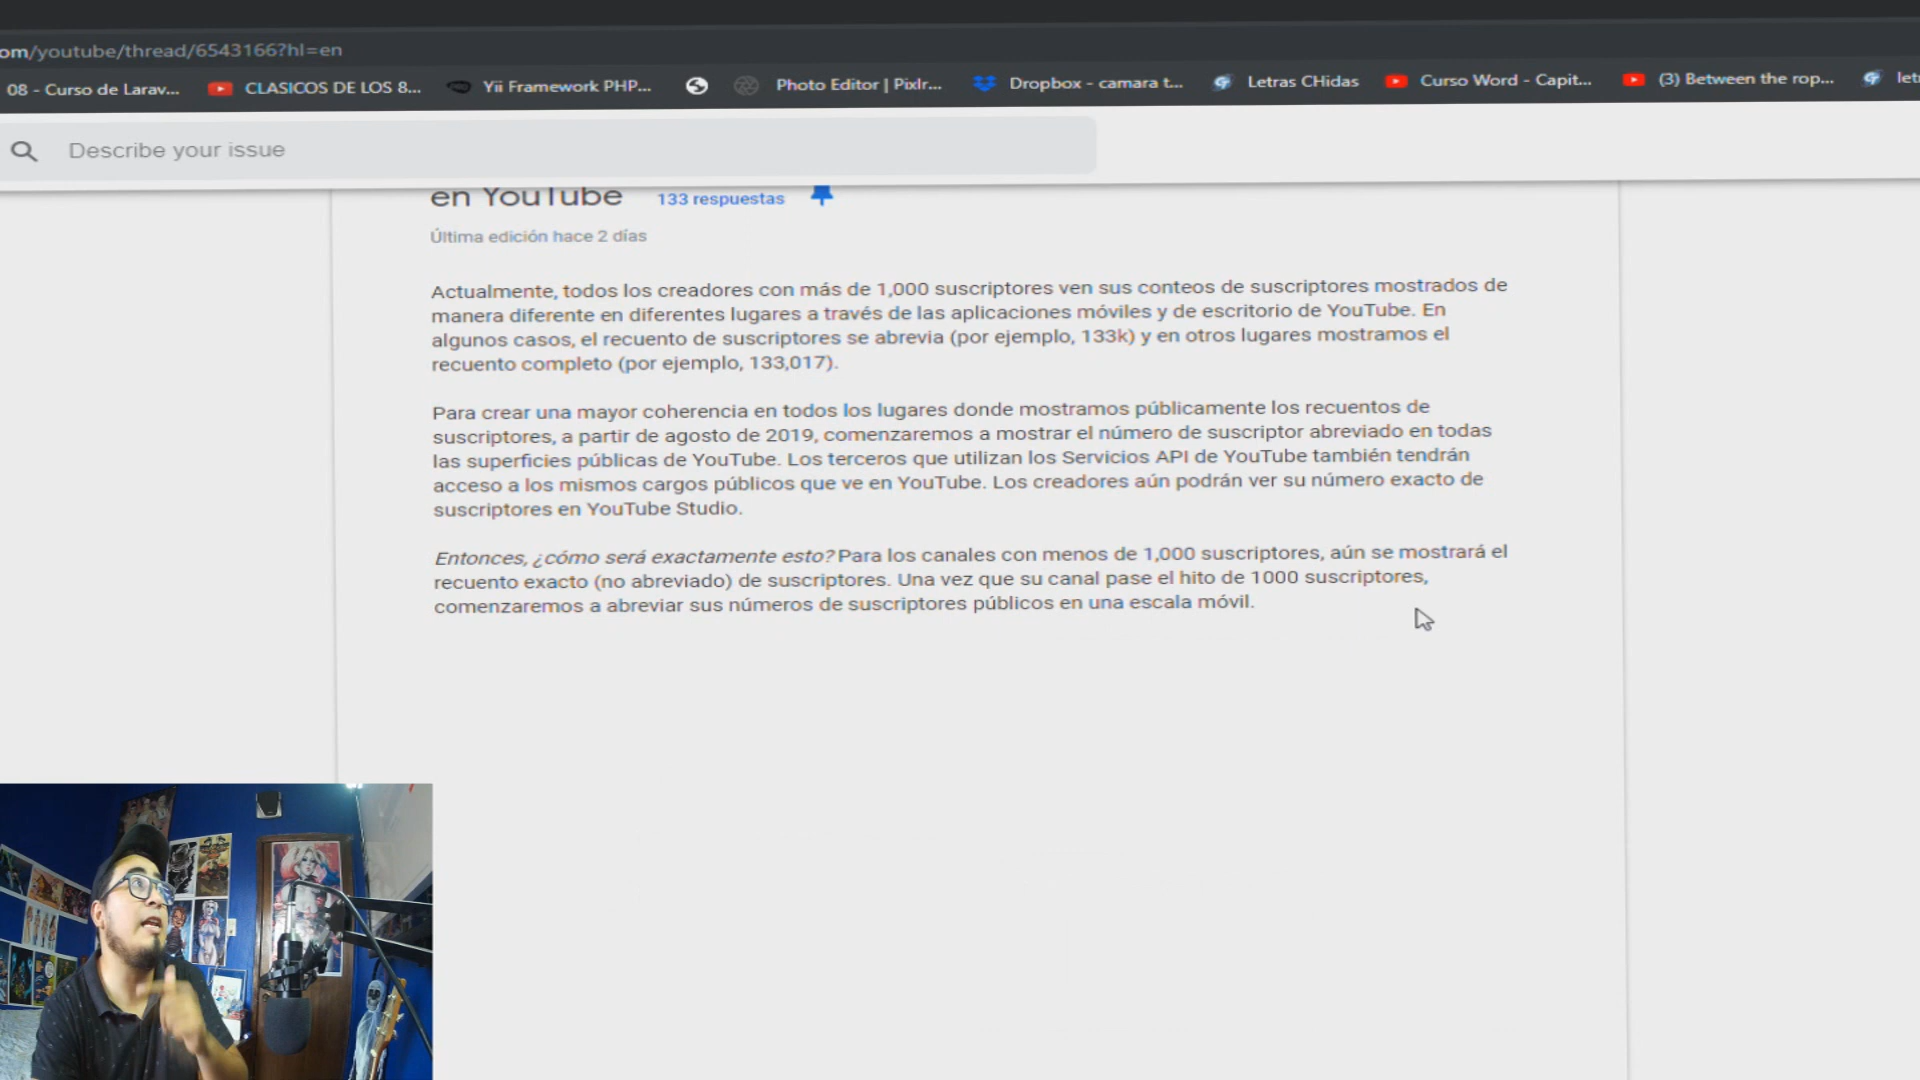 om/youtube/thread/6543166?hl=en
08 - Curso de Larav... CLASICOS DE LOS 8... Yii Framework PHP... Photo Editor | Pixlr... Dropbox - camara t... Letras CHidas Curso Word - Capit... (3) Between the rop... let
Describe your issue
en YouTube 133 respuestas
Última edición hace 2 días
Actualmente, todos los creadores con más de 1,000 suscriptores ven sus conteos de suscriptores mostrados de
manera diferente en diferentes lugares a través de las aplicaciones móviles y de escritorio de YouTube. En
algunos casos, el recuento de suscriptores se abrevia (por ejemplo, 133k) y en otros lugares mostramos el
recuento completo (por ejemplo, 133,017).
Para crear una mayor coherencia en todos los lugares donde mostramos públicamente los recuentos de
suscriptores, a partir de agosto de 2019, comenzaremos a mostrar el número de suscriptor abreviado en todas
las superficies públicas de YouTube. Los terceros que utilizan los Servicios API de YouTube también tendrán
acceso a los mismos cargos públicos que ve en YouTube. Los creadores aún podrán ver su número exacto de
suscriptores en YouTube Studio.
Entonces, ¿cómo será exactamente esto? Para los canales con menos de 1,000 suscriptores, aún se mostrará el
recuento exacto (no abreviado) de suscriptores. Una vez que su canal pase el hito de 1000 suscriptores,
comenzaremos a abreviar sus números de suscriptores públicos en una escala móvil.